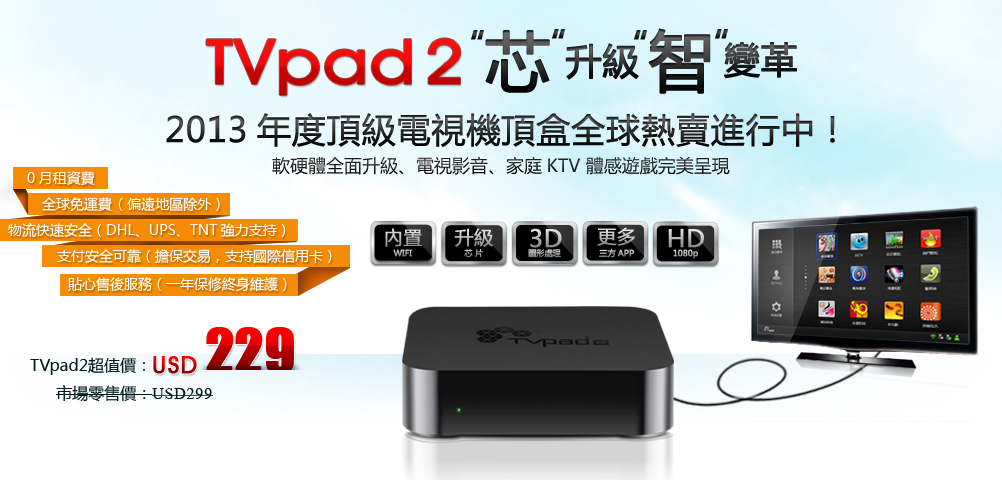 TVpad 2 “芯”升級“智”變革
2013 年度頂級電視機頂盒全球熱賣進行中！
軟硬體全面升級、電視影音、家庭 KTV 體感遊戲完美呈現
0 月租資費
全球免運費（偏遠地區除外）
物流快速安全（DHL、UPS、TNT 強力支持）
支付安全可靠（擔保交易，支持國際信用卡）
貼心售後服務（一年保修終身維護）
內置
WIFI
升級
芯 片
3D
圖形處理
更多
三方 APP
HD
1080p
TVpad2超值價：USD 229
市場零售價：USD299
TVpad2